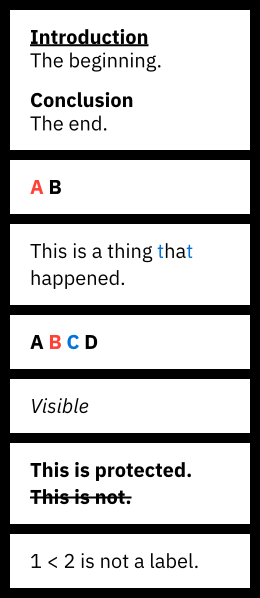 Introduction
The beginning.
Conclusion
The end.
A B
This is a thing that
happened.
A B C D
Visible
This is protected.
This is not.
1 < 2 is not a label.